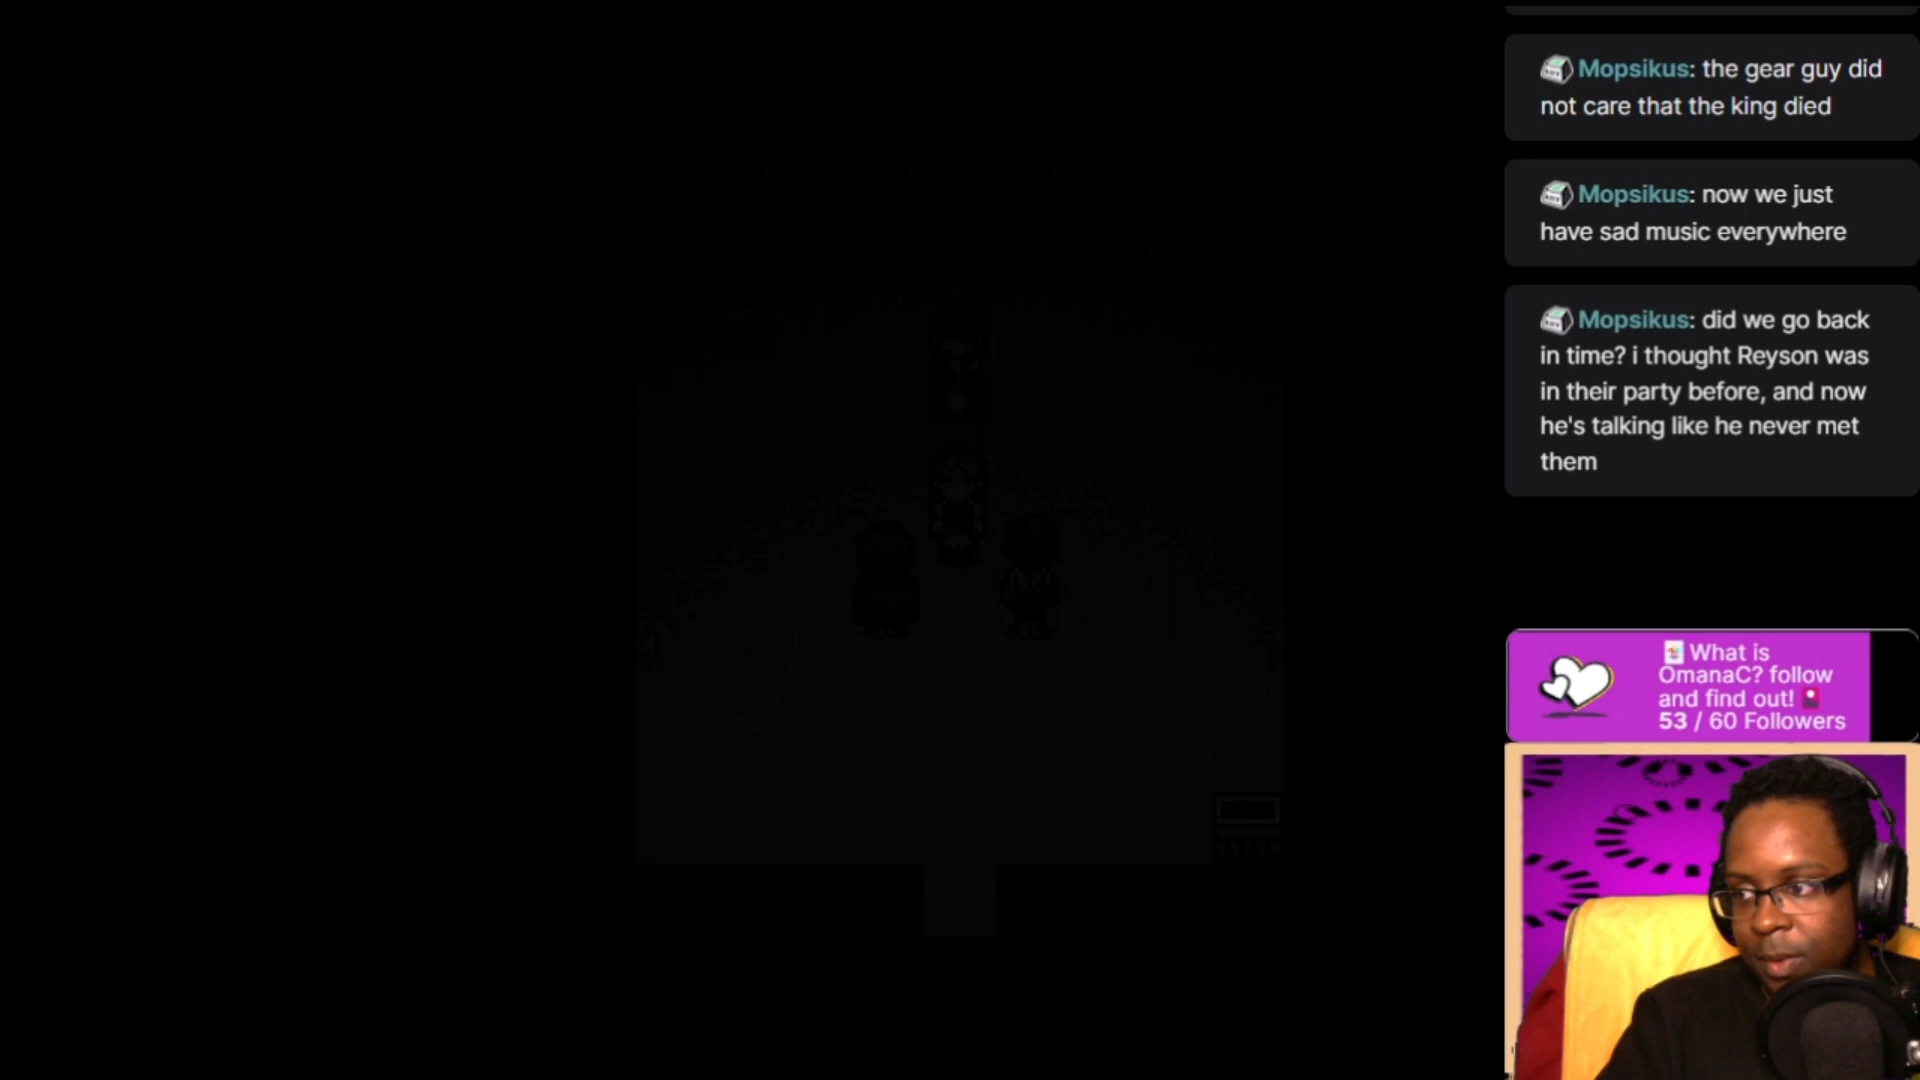 Mopsikus: the gear guy did
not care that the king died
Mopsikus: now we just
have sad music everywhere
Mopsikus: did we go back
in time? i thought Reyson was
in their party before, and now
he's talking like he never met
them
What is
OmanaC? follow
and find out!
53 / 60 Followers